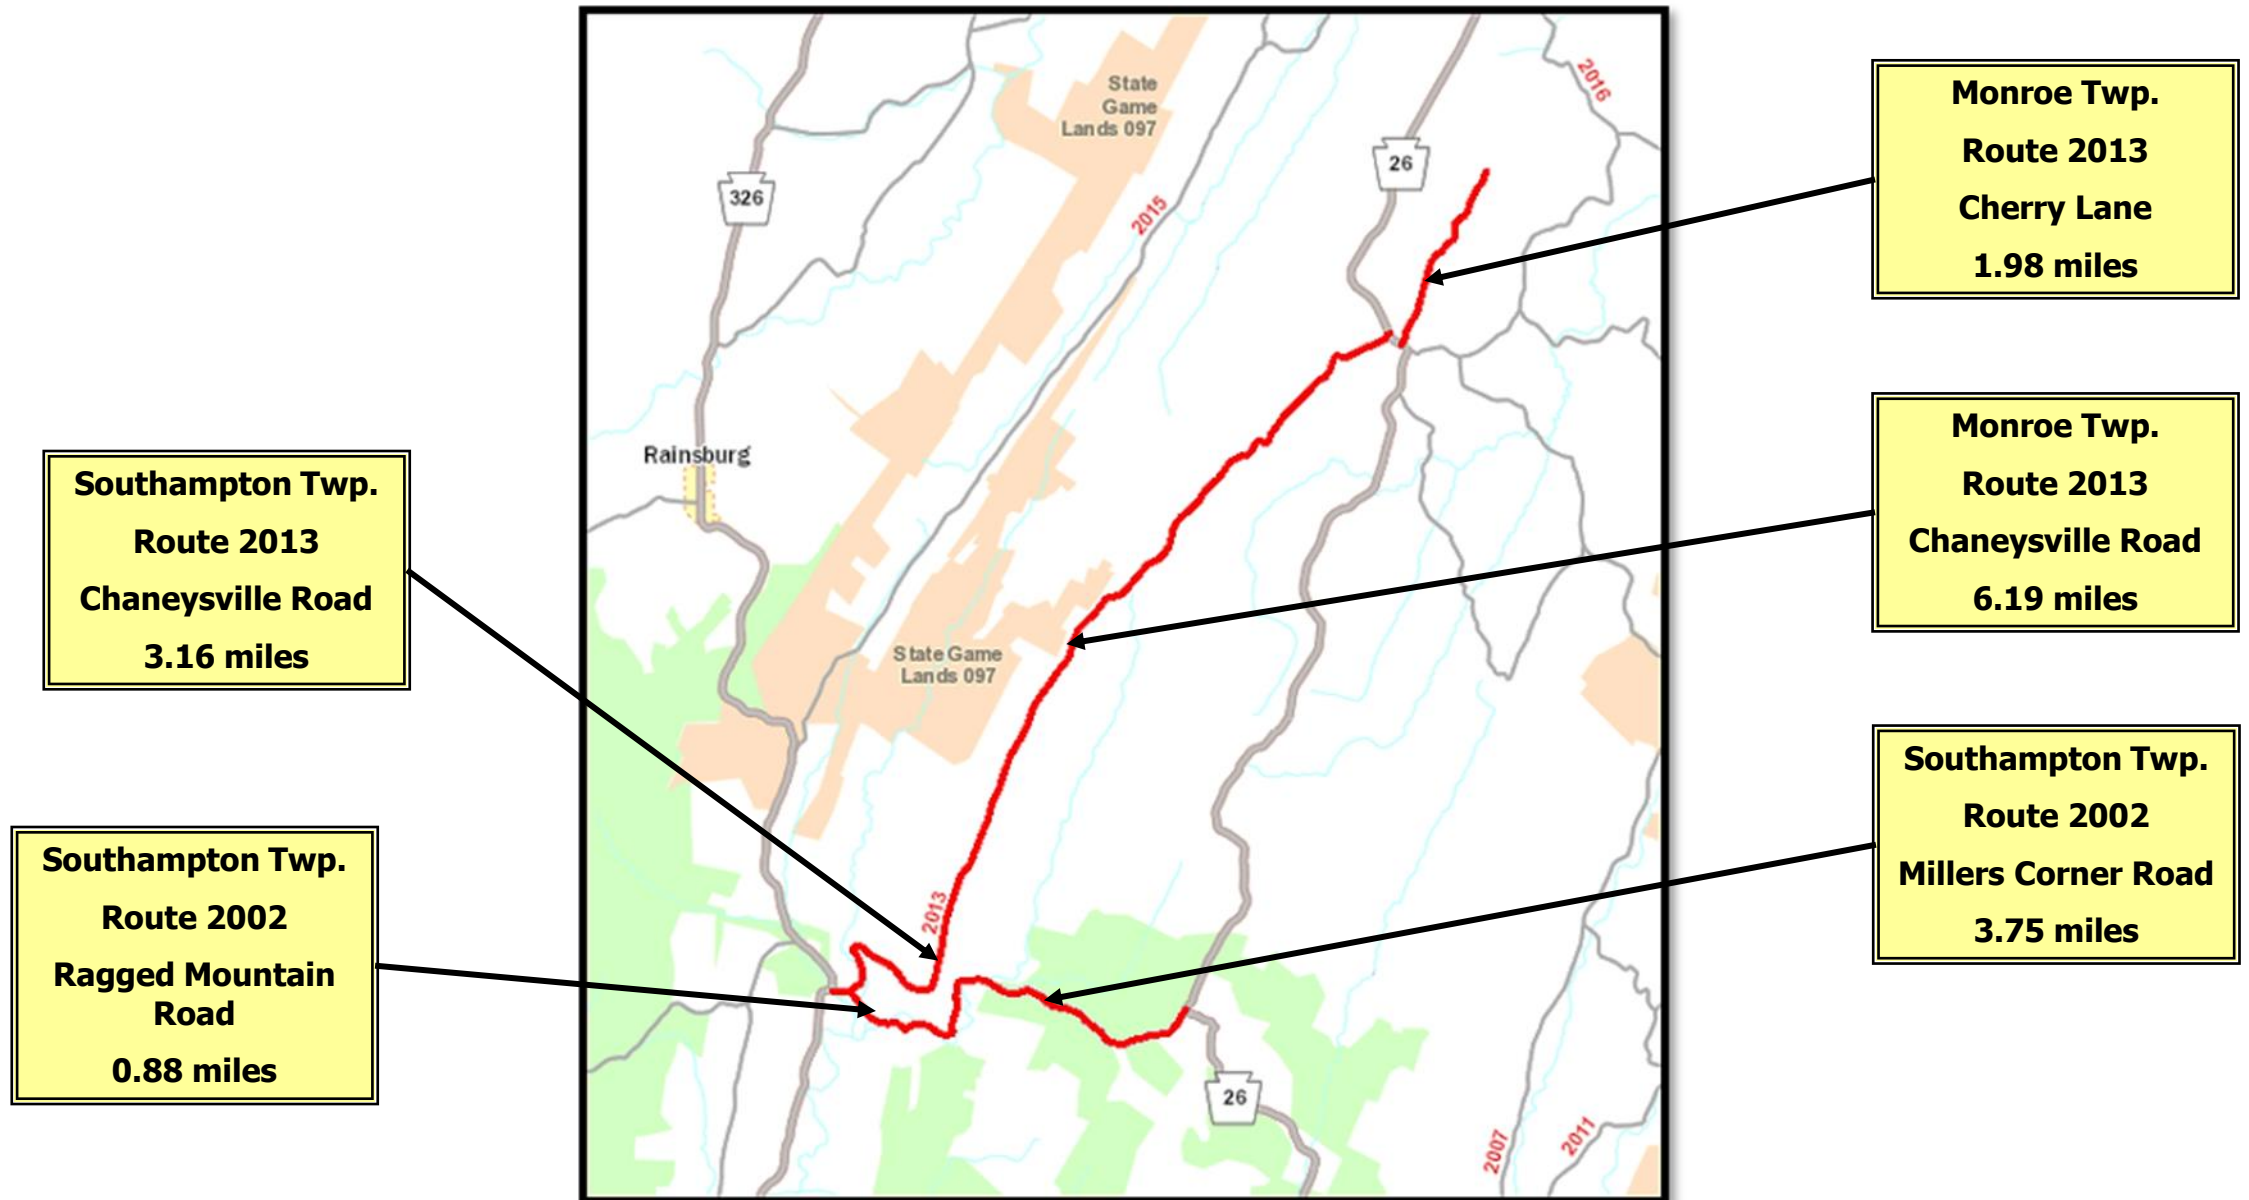 Southampton Twp.
Route 2013
Chaneysville Road
3.16 miles
Southampton Twp.
Route 2002
Ragged Mountain
Road
0.88 miles
State
Game
Lands 097
326
26
2015
2016
Rainsburg
State Game
Lands 097
2013
26
2007
2011
Monroe Twp.
Route 2013
Cherry Lane
1.98 miles
Monroe Twp.
Route 2013
Chaneysville Road
6.19 miles
Southampton Twp.
Route 2002
Millers Corner Road
3.75 miles